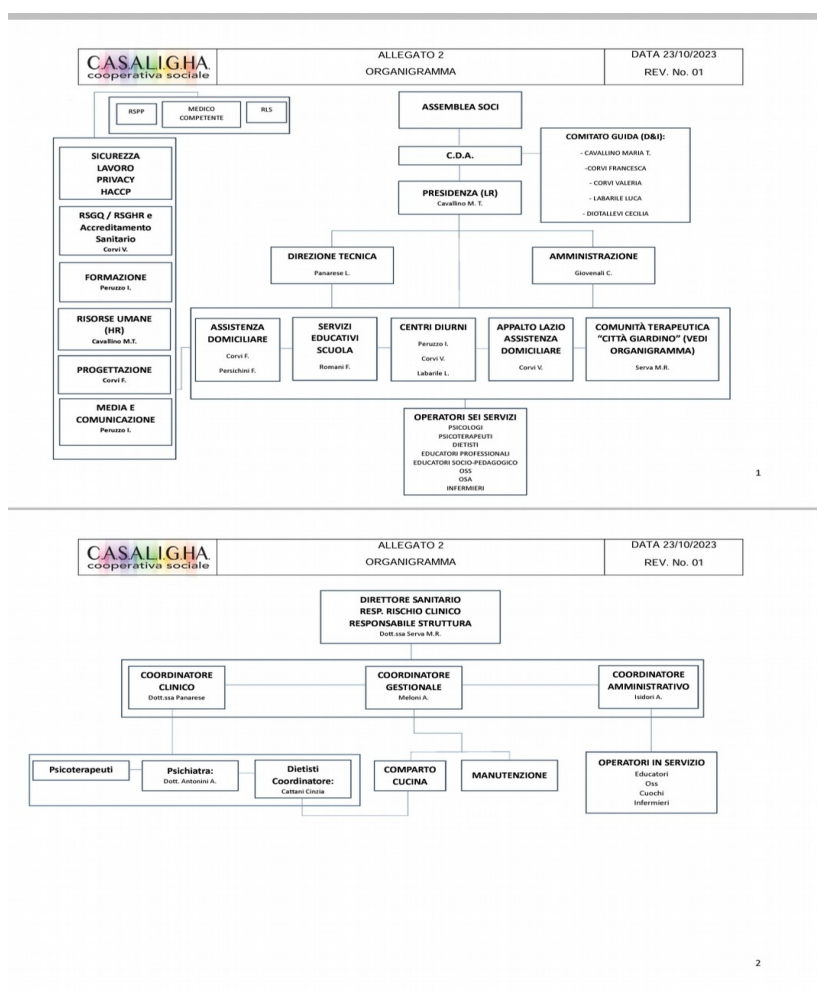 C.A.S.A.L.I.G.HA.
cooperativa sociale
ALLEGATO 2
ORGANIGRAMMA
DATA 23/10/2023
REV. No. 01
RSPP
MEDICO
COMPETENTE
RLS
ASSEMBLEA SOCI
C.D.A.
PRESIDENZA (LR)
Cavallino M. T.
COMITATO GUIDA (D&I):
- CAVALLINO MARIA T.
-CORVI FRANCESCA
- CORVI VALERIA
- LABARILE LUCA
- DIOTALLEVI CECILIA
SICUREZZA
LAVORO
PRIVACY
HACCP
RSGQ / RSGHR e
Accreditamento
Sanitario
Corvi V.
FORMAZIONE
Peruzzo I.
RISORSE UMANE
(HR)
Cavallino M.T.
PROGETTAZIONE
Corvi F.
MEDIA E
COMUNICAZIONE
Peruzzo I.
DIREZIONE TECNICA
Panarese L.
AMMINISTRAZIONE
Giovenali C.
ASSISTENZA
DOMICILIARE
Corvi F.
Persichini F.
SERVIZI
EDUCATIVI
SCUOLA
Romani F.
CENTRI DIURNI
Peruzzo I.
Corvi V.
Labarile L.
APPALTO LAZIO
ASSISTENZA
DOMICILIARE
Corvi V.
COMUNITÀ TERAPEUTICA
"CITTÀ GIARDINO" (VEDI
ORGANIGRAMMA)
Serva M.R.
OPERATORI SEI SERVIZI
PSICOLOGI
PSICOTERAPEUTI
DIETISTI
EDUCATORI PROFESSIONALI
EDUCATORI SOCIO-PEDAGOGICO
OSS
OSA
INFERMIERI
1
C.A.S.A.L.I.G.HA.
cooperativa sociale
ALLEGATO 2
ORGANIGRAMMA
DATA 23/10/2023
REV. No. 01
DIRETTORE SANITARIO
RESP. RISCHIO CLINICO
RESPONSABILE STRUTTURA
Dott.ssa Serva M.R.
COORDINATORE
CLINICO
Dott.ssa Panarese
COORDINATORE
GESTIONALE
Meloni A.
COORDINATORE
AMMINISTRATIVO
Isidori A.
Psicoterapeuti
Psichiatra:
Dott. Antonini A.
Dietisti
Coordinatore:
Cattani Cinzia
COMPARTO
CUCINA
MANUTENZIONE
OPERATORI IN SERVIZIO
Educatori
Oss
Cuochi
Infermieri
2